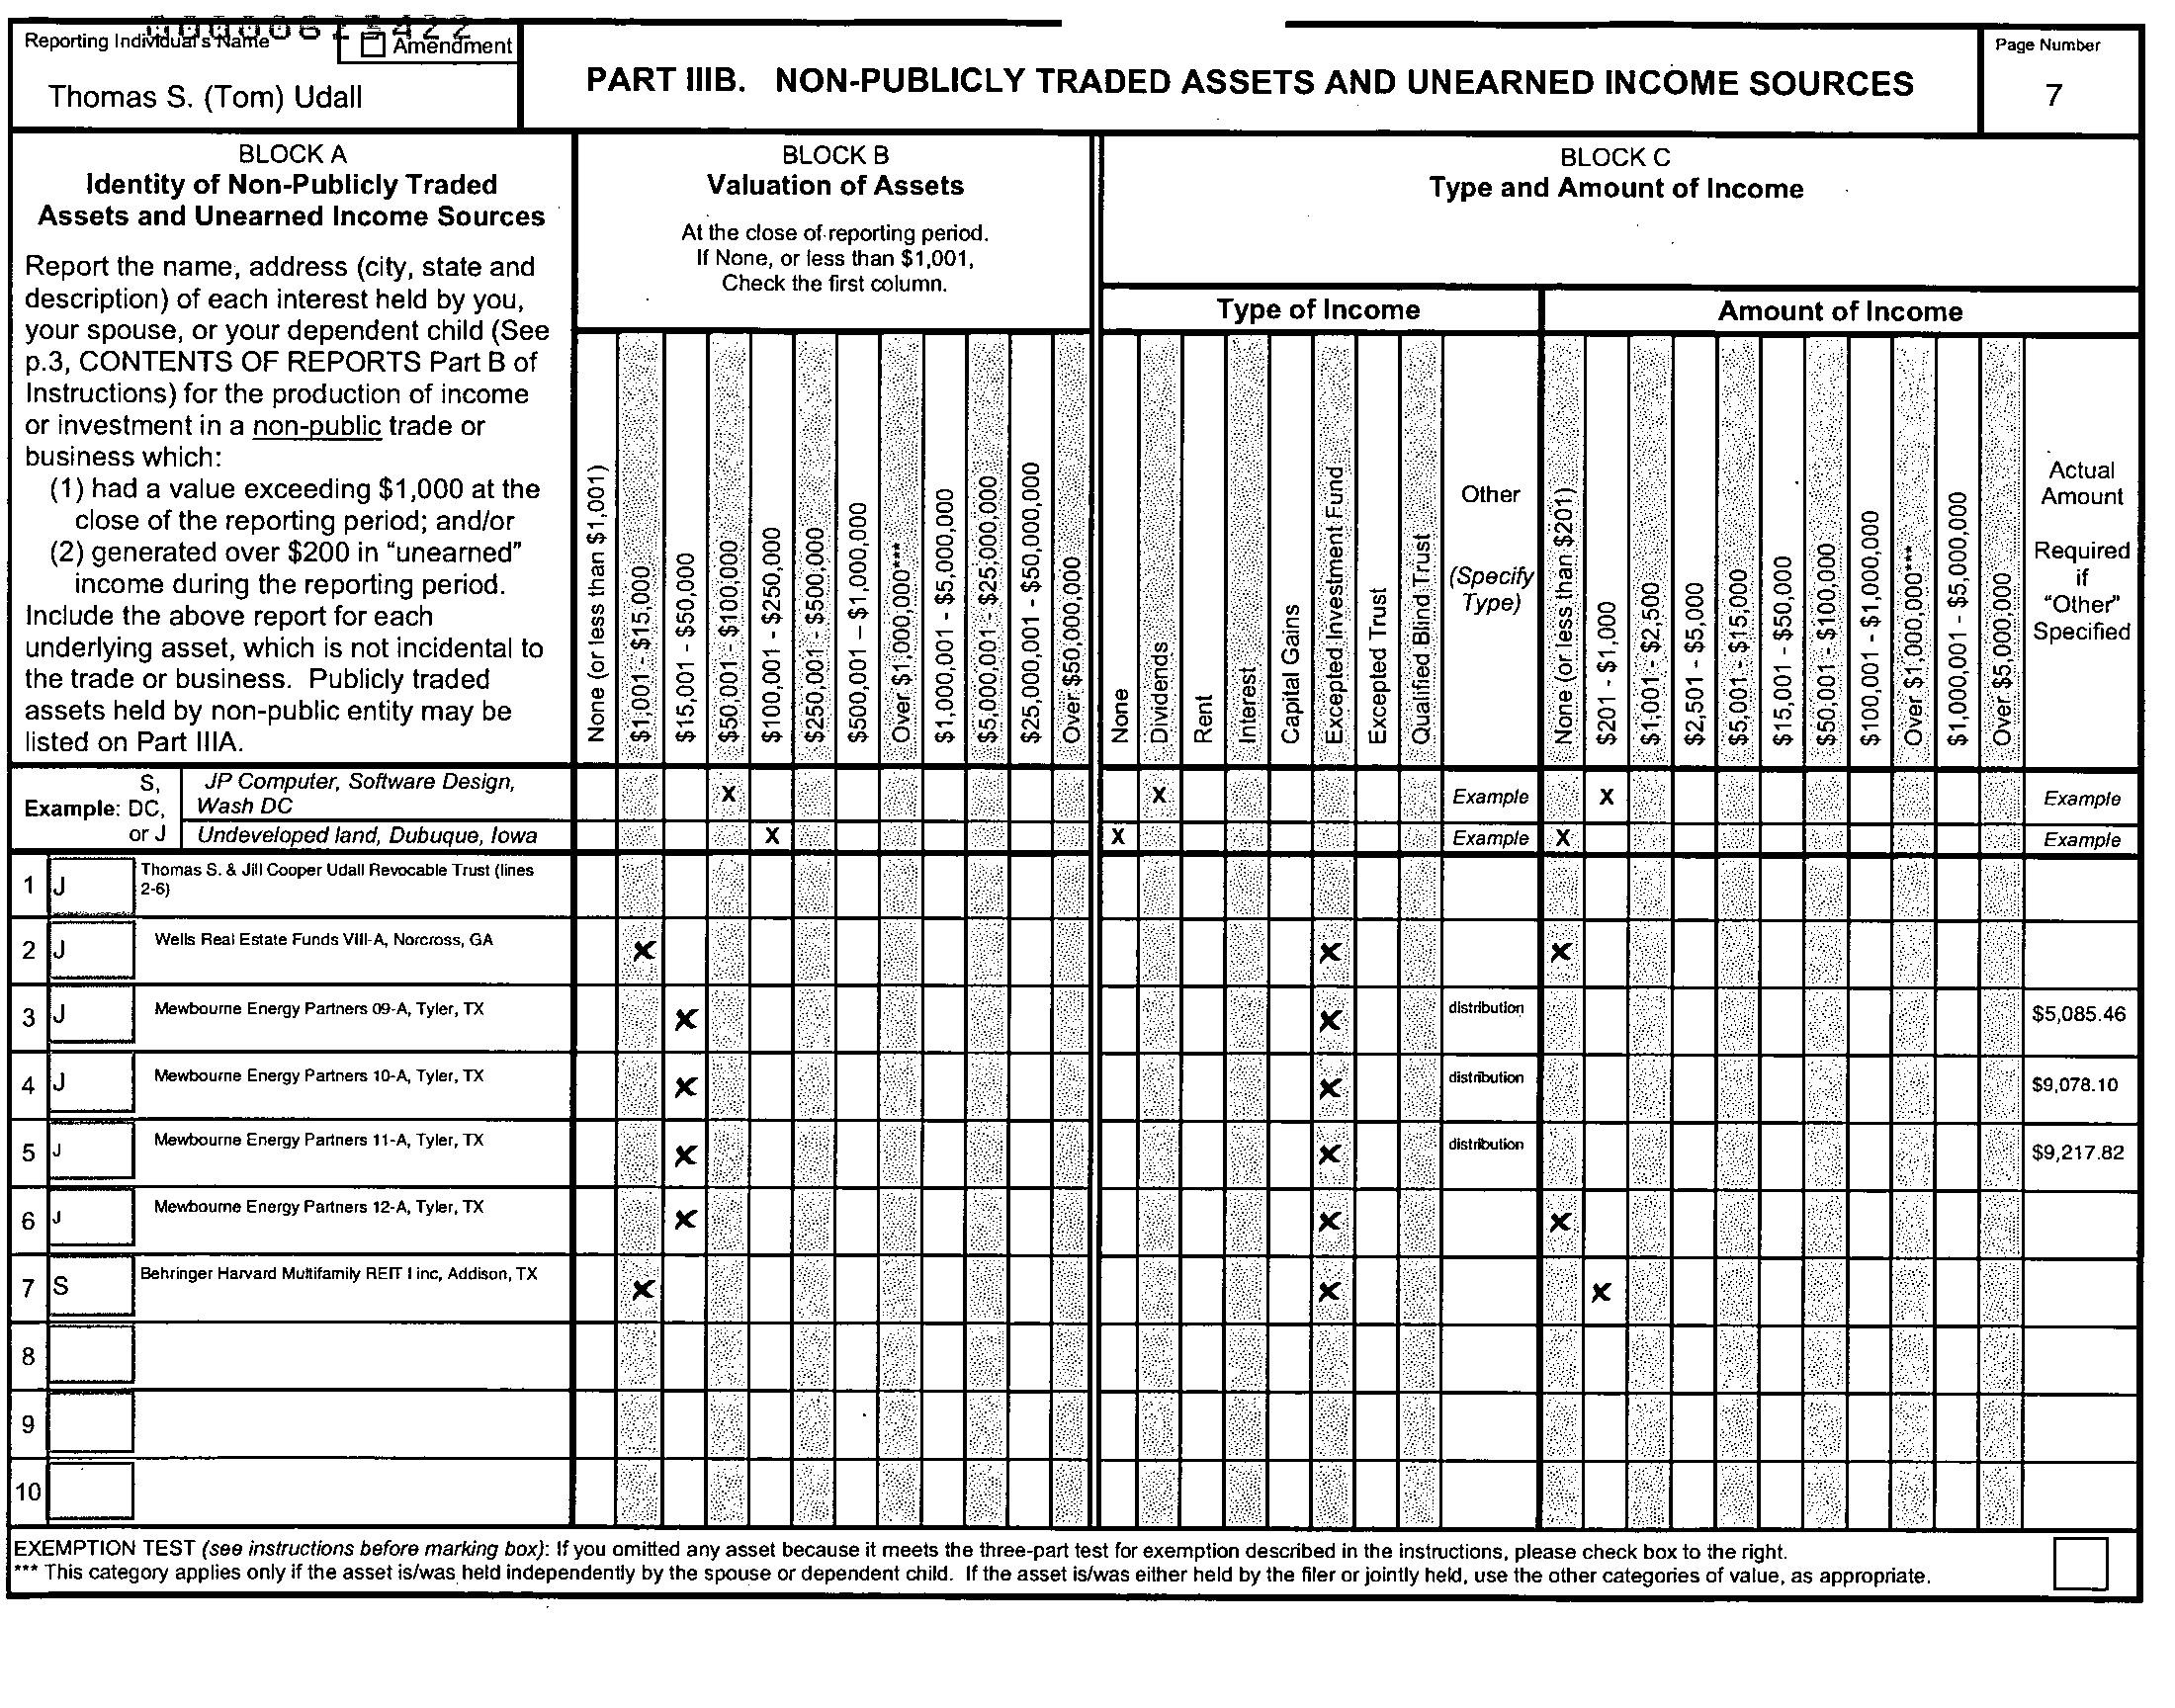 00000815422
Reporting Individual's Name
Amendment
Thomas S. (Tom) Udall
PART IIIB. NON-PUBLICLY TRADED ASSETS AND UNEARNED INCOME SOURCES
Page Number
7
BLOCK A
Identity of Non-Publicly Traded
Assets and Unearned Income Sources
Report the name, address (city, state and
description) of each interest held by you,
your spouse, or your dependent child (See
p.3, CONTENTS OF REPORTS Part B of
Instructions) for the production of income
or investment in a non-public trade or
business which:
(1) had a value exceeding $1,000 at the
close of the reporting period; and/or
(2) generated over $200 in "unearned"
income during the reporting period.
Include the above report for each
underlying asset, which is not incidental to
the trade or business. Publicly traded
assets held by non-public entity may be
listed on Part IIIA.
BLOCK B
Valuation of Assets
At the close of reporting period.
If None, or less than $1,001,
Check the first column.
None (or less than $1,001)
$1,001 - $15,000
$15,001 - $50,000
$50,001 - $100,000
$100,001 - $250,000
$250,001 - $500,000
$500,001 – $1,000,000
Over $1,000,000***
$1,000,001 - $5,000,000
$5,000,001 - $25,000,000
$25,000,001 - $50,000,000
Over $50,000,000
BLOCK C
Type and Amount of Income
Type of Income
None
Dividends
Rent
Interest
Capital Gains
Excepted Investment Fund
Excepted Trust
Qualified Blind Trust
Other
(Specify
Type)
Amount of Income
None (or less than $201)
$201 - $1,000
$1,001 - $2,500
$2,501 - $5,000
$5,001 - $15,000
$15,001 - $50,000
$50,001 - $100,000
$100,001 - $1,000,000
Over $1,000,000***
$1,000,001 - $5,000,000
Over $5,000,000
Actual
Amount
Required
if
"Other"
Specified
S,
Example: DC,
or J
JP Computer, Software Design,
Wash DC
X X Example X Example
Undeveloped land, Dubuque, Iowa X X Example X Example
1 J Thomas S. & Jill Cooper Udall Revocable Trust (lines
2-6)
2 J Wells Real Estate Funds VIII-A, Norcross, GA X X X
3 J Mewbourne Energy Partners 09-A, Tyler, TX X X distribution $5,085.46
4 J Mewbourne Energy Partners 10-A, Tyler, TX X X distribution $9,078.10
5 J Mewbourne Energy Partners 11-A, Tyler, TX X X distribution $9,217.82
6 J Mewbourne Energy Partners 12-A, Tyler, TX X X X
7 S Behringer Harvard Multifamily REIT I inc, Addison, TX X X X
8
9
10
EXEMPTION TEST (see instructions before marking box): If you omitted any asset because it meets the three-part test for exemption described in the instructions, please check box to the right.
*** This category applies only if the asset is/was held independently by the spouse or dependent child. If the asset is/was either held by the filer or jointly held, use the other categories of value, as appropriate.